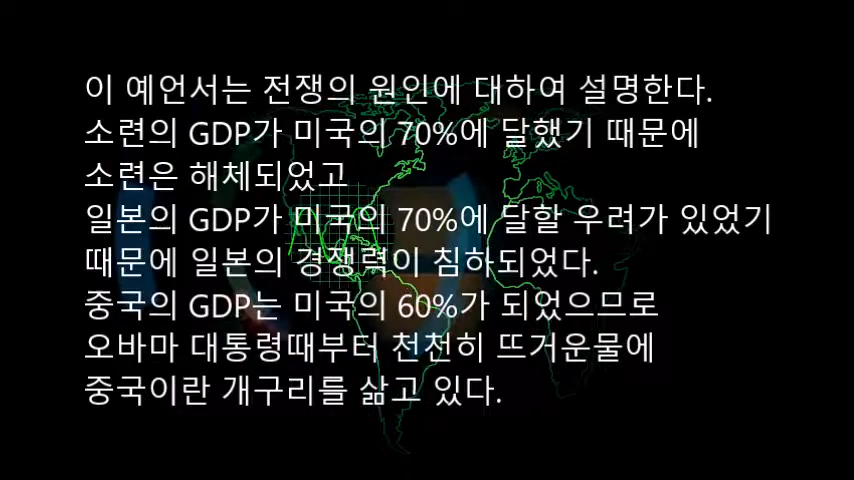 이 예언서는 전쟁의 원인에 대하여 설명한다.
소련의 GDP가 미국의 70%에 달했기 때문에
소련은 해체되었고
일본의 GDP가 미국의 70%에 달할 우려가 있었기
때문에 일본의 경쟁력이 침하되었다.
중국의 GDP는 미국의 60%가 되었으므로
오바마 대통령때부터 천천히 뜨거운물에
중국이란 개구리를 삶고 있다.